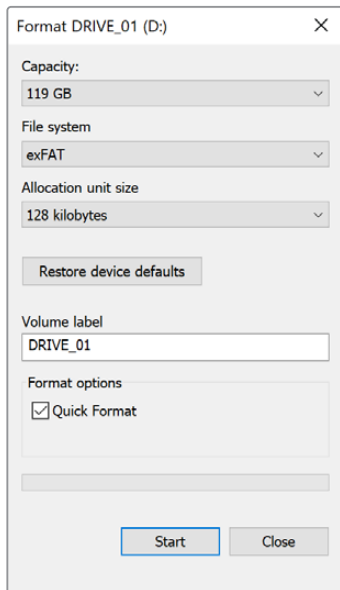 Format DRIVE_01 (D:)
Capacity:
119 GB
File system
exFAT
Allocation unit size
128 kilobytes
Restore device defaults
Volume label
DRIVE_01
Format options
Quick Format
Start Close